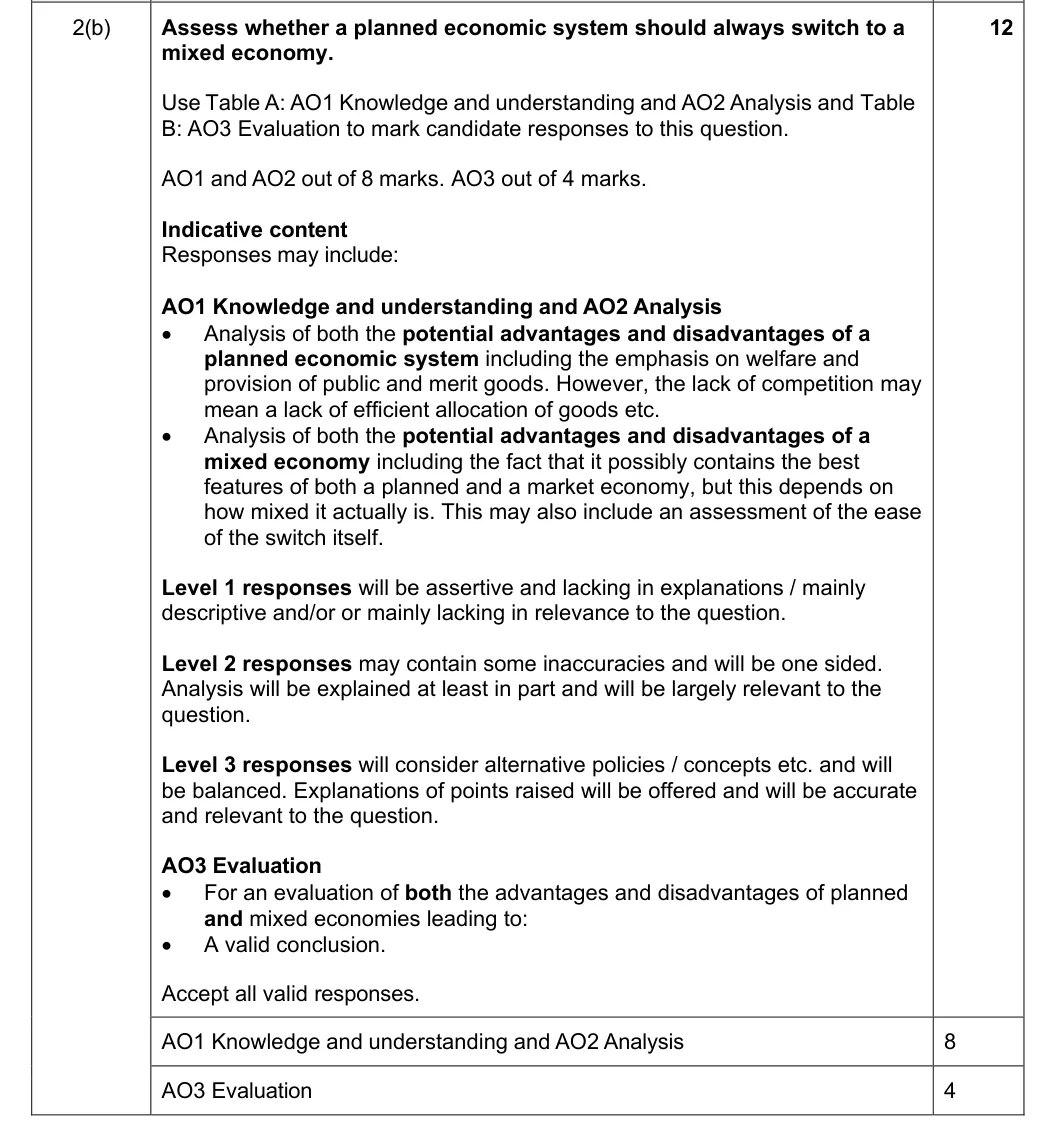 2(b)
Assess whether a planned economic system should always switch to a
mixed economy.
12
Use Table A: AO1 Knowledge and understanding and AO2 Analysis and Table
B: AO3 Evaluation to mark candidate responses to this question.
AO1 and AO2 out of 8 marks. AO3 out of 4 marks.
Indicative content
Responses may include:
AO1 Knowledge and understanding and AO2 Analysis
• Analysis of both the potential advantages and disadvantages of a
planned economic system including the emphasis on welfare and
provision of public and merit goods. However, the lack of competition may
mean a lack of efficient allocation of goods etc.
• Analysis of both the potential advantages and disadvantages of a
mixed economy including the fact that it possibly contains the best
features of both a planned and a market economy, but this depends on
how mixed it actually is. This may also include an assessment of the ease
of the switch itself.
Level 1 responses will be assertive and lacking in explanations / mainly
descriptive and/or or mainly lacking in relevance to the question.
Level 2 responses may contain some inaccuracies and will be one sided.
Analysis will be explained at least in part and will be largely relevant to the
question.
Level 3 responses will consider alternative policies / concepts etc. and will
be balanced. Explanations of points raised will be offered and will be accurate
and relevant to the question.
AO3 Evaluation
• For an evaluation of both the advantages and disadvantages of planned
and mixed economies leading to:
• A valid conclusion.
Accept all valid responses.
AO1 Knowledge and understanding and AO2 Analysis
8
AO3 Evaluation
4